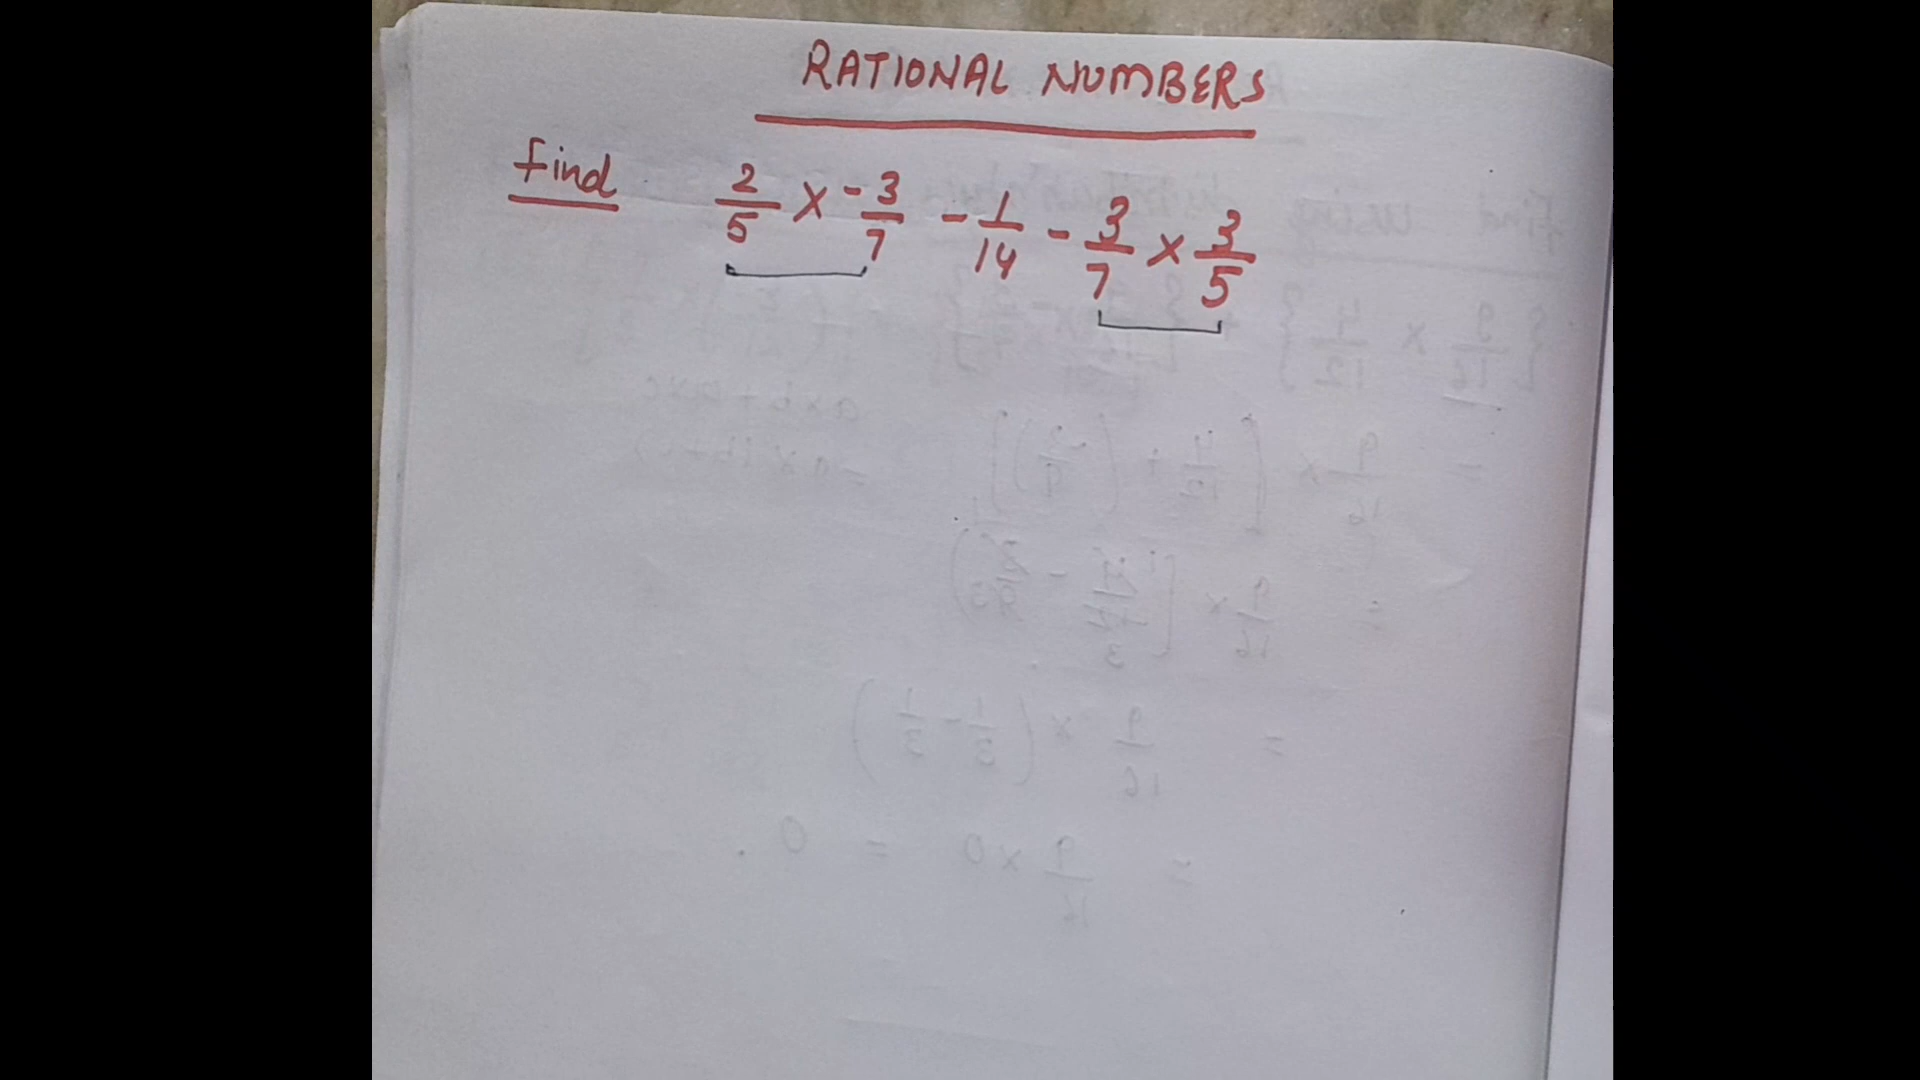 RATIONAL NUMBERS
find 2/5 × -3/7 - 1/14 - 3/7 × 3/5